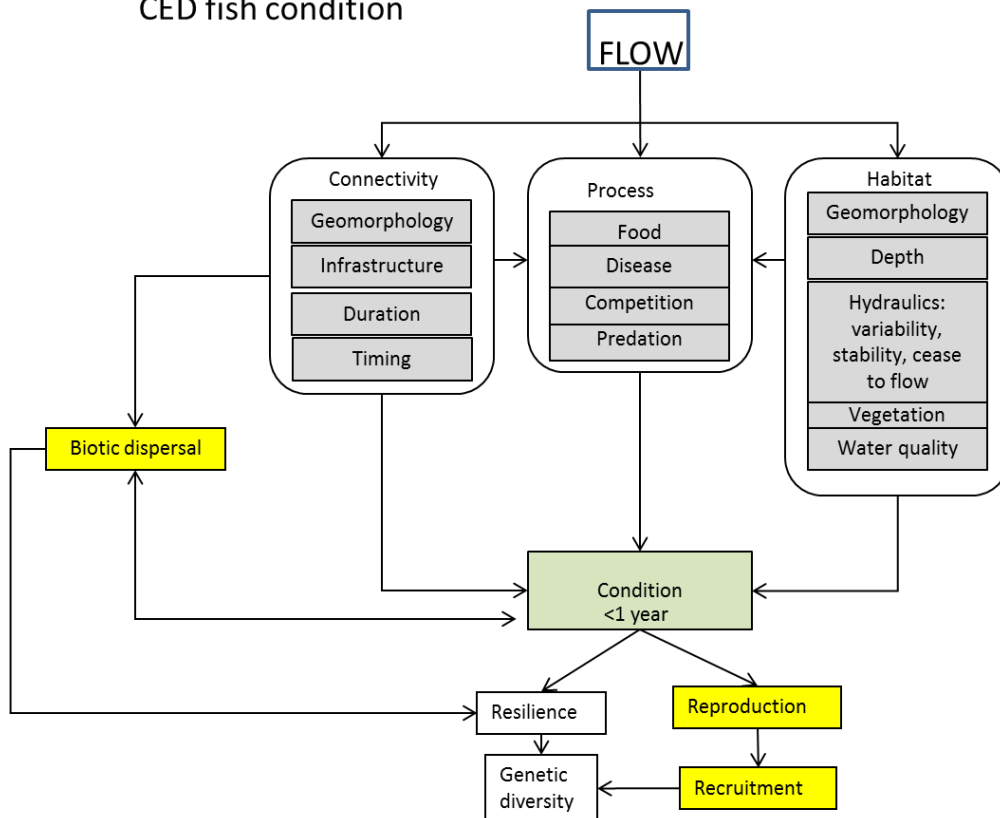 CED fish condition
FLOW
Connectivity
Geomorphology
Infrastructure
Duration
Timing
Process
Food
Disease
Competition
Predation
Habitat
Geomorphology
Depth
Hydraulics:
variability,
stability, cease
to flow
Vegetation
Water quality
Biotic dispersal
Condition
<1 year
Resilience
Reproduction
Genetic
diversity
Recruitment